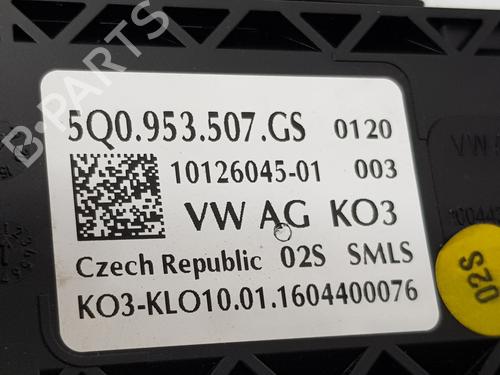 5Q0.953.507.GS 0120
10126045-01 003
VW AG KO3
Czech Republic 02S SMLS
KO3-KLO10.01.1604400076
02S
B-PARTS